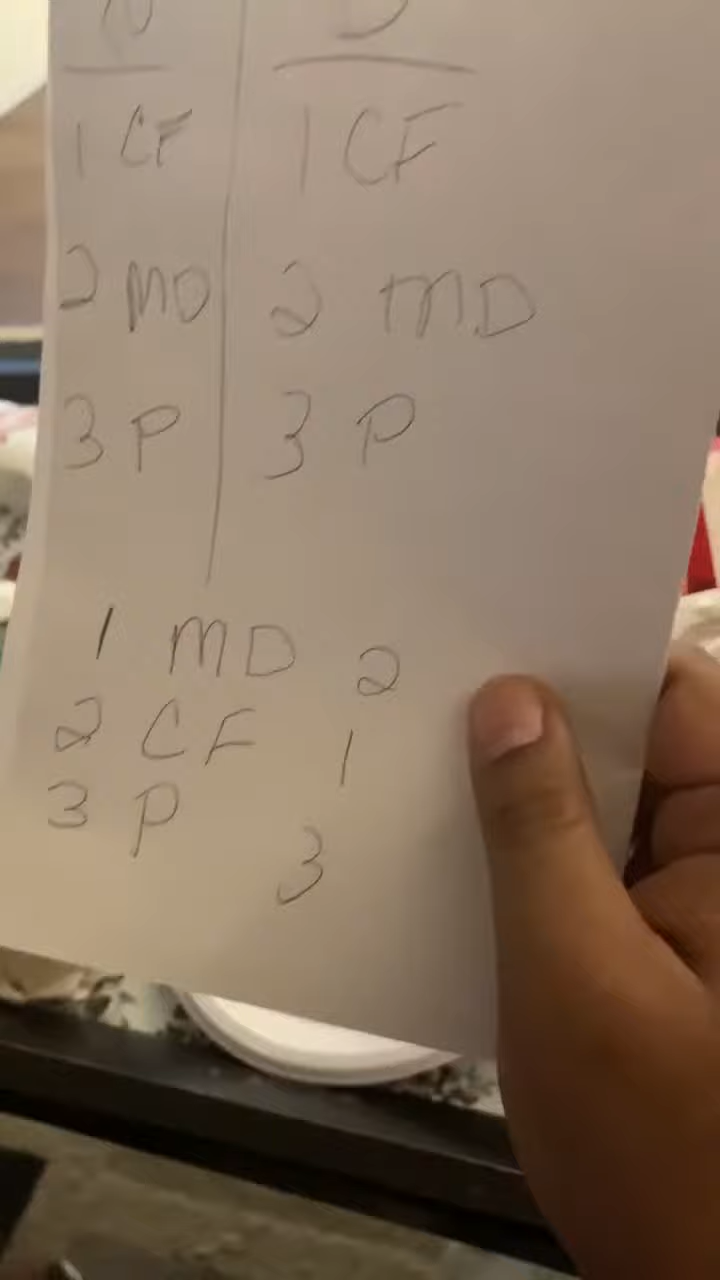 1 CF 1 CF
2 MD 2 MD
3 P 3 P
1 MD 2
2 CF 1
3 P 3